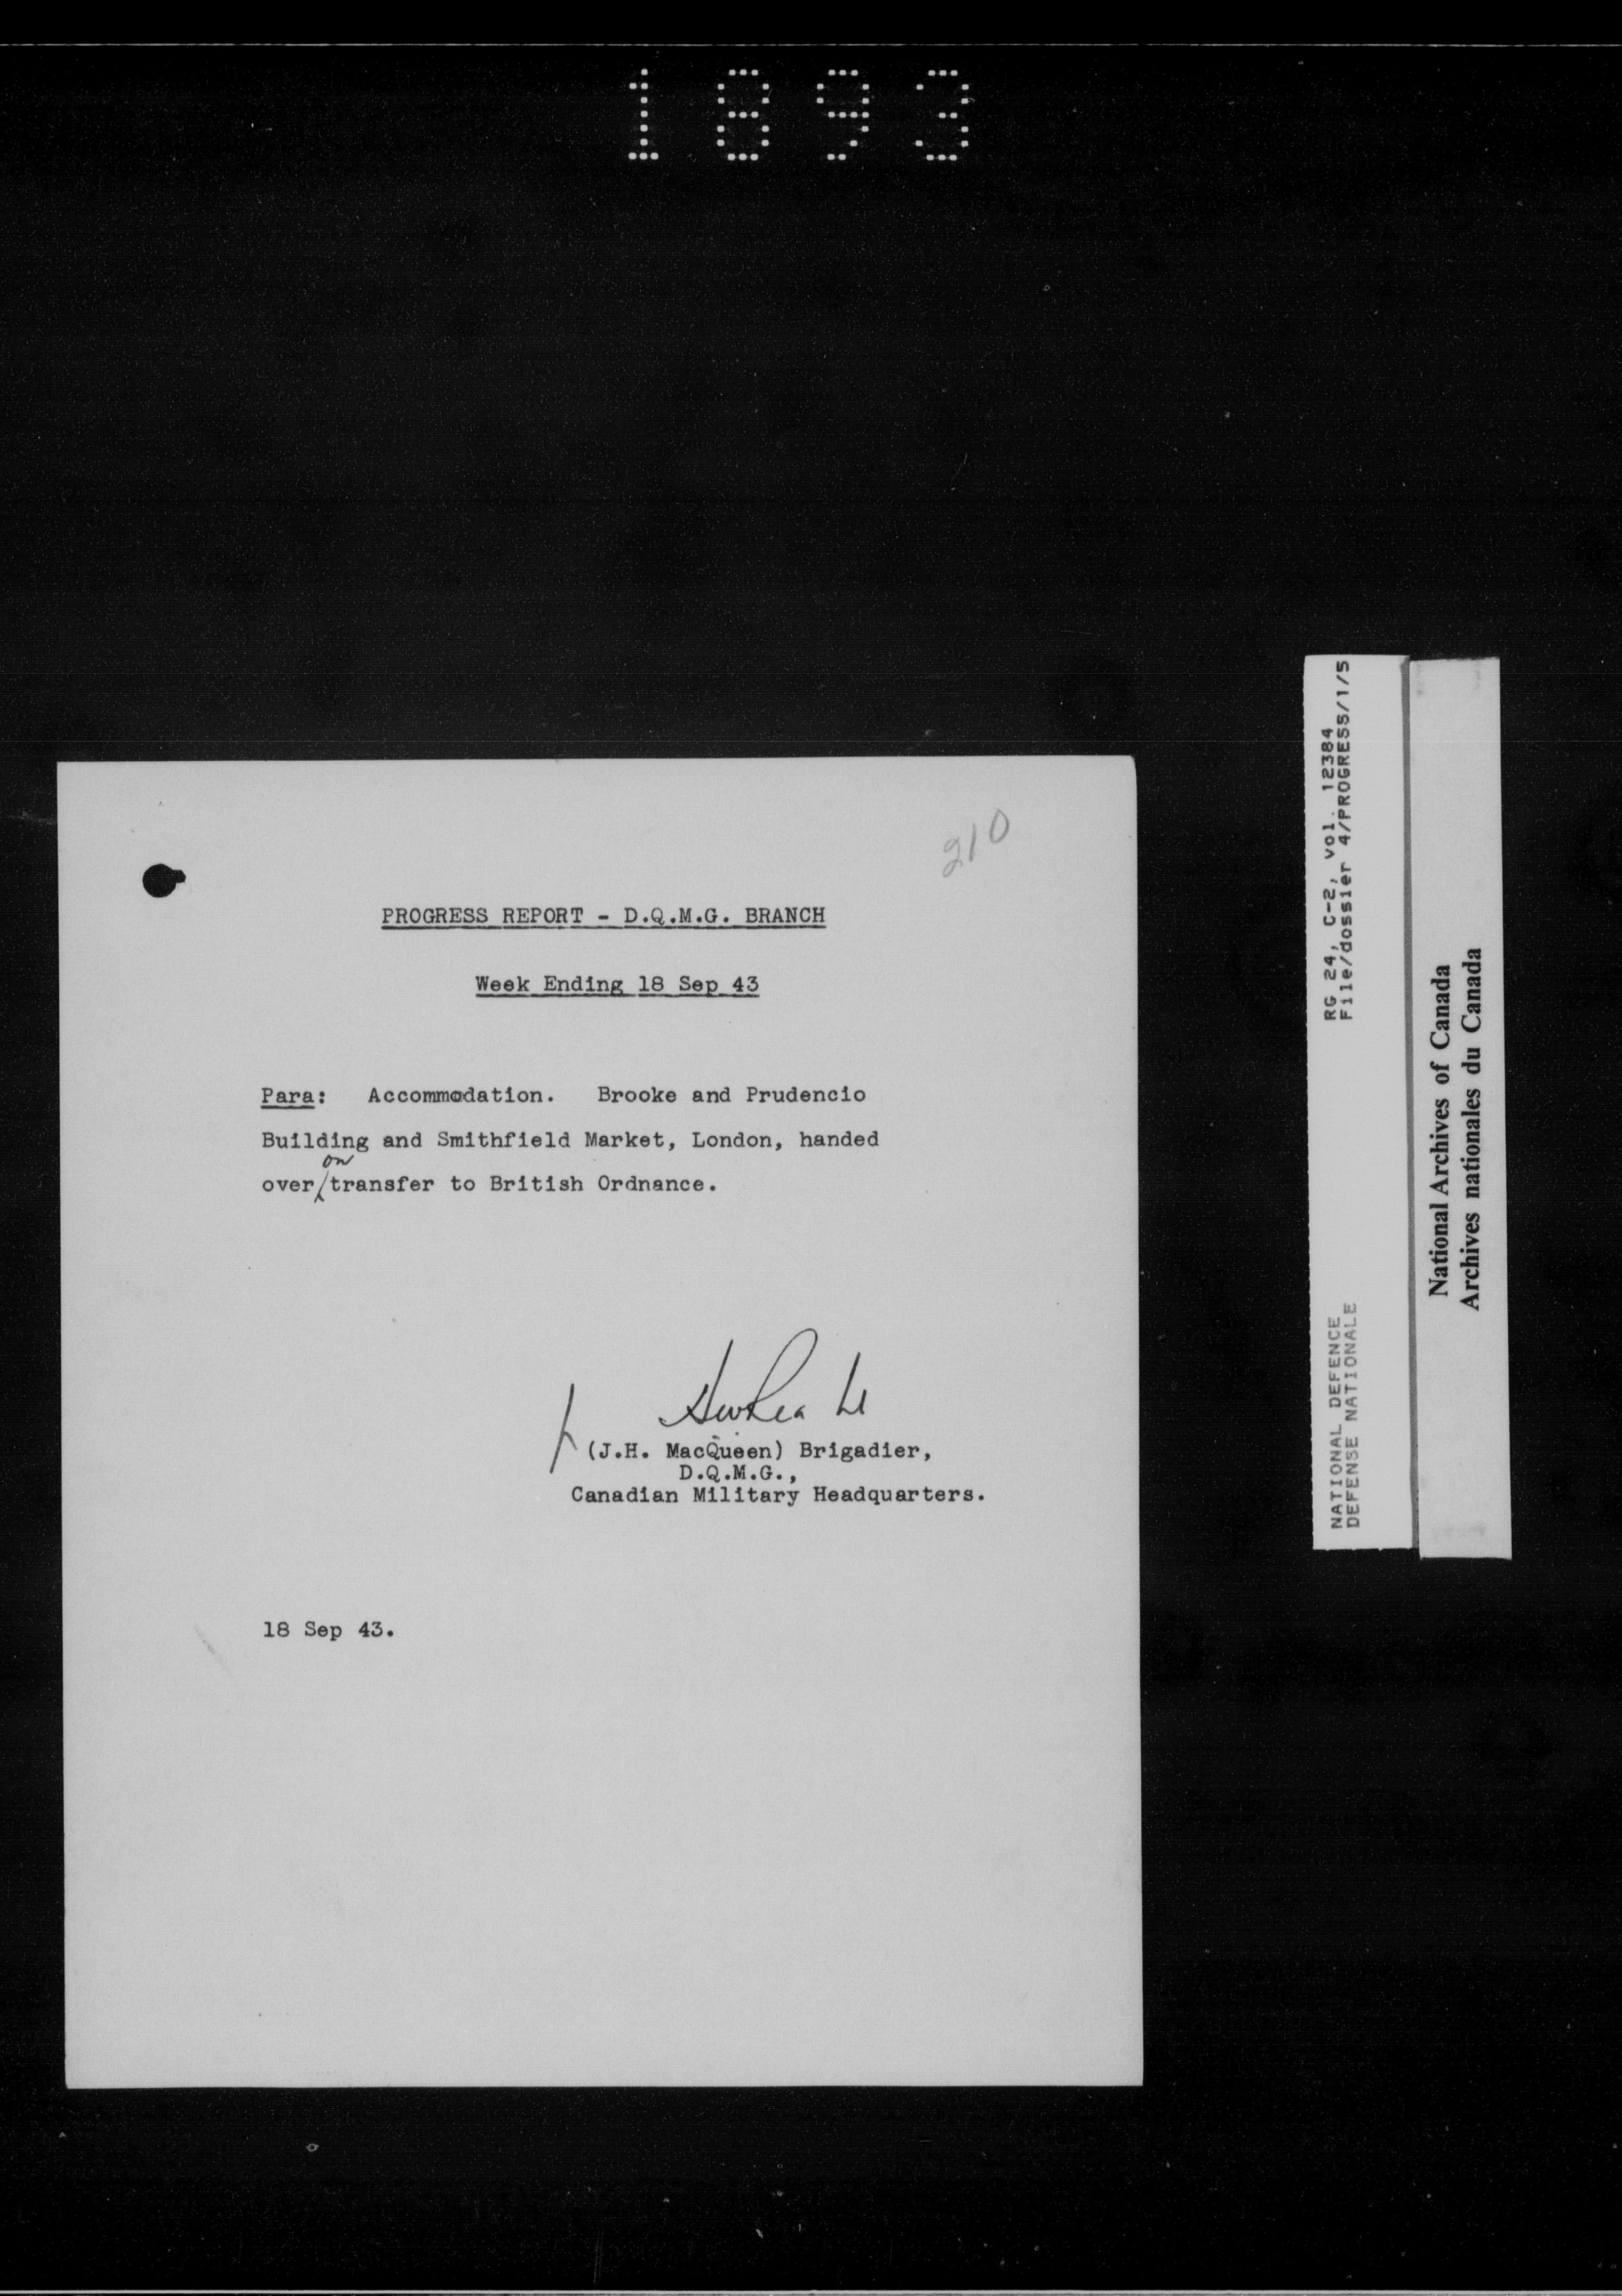 1893
210
PROGRESS REPORT - D.Q.M.G. BRANCH
Week Ending 18 Sep 43
Para: Accommodation. Brooke and Prudencio
Building and Smithfield Market, London, handed
on
over transfer to British Ordnance.
(J.H. MacQueen) Brigadier,
D.Q.M.G.,
Canadian Military Headquarters.
18 Sep 43.
RG 24, C-2, vol. 12384
File/dossier 4/PROGRESS/1/5
NATIONAL DEFENCE
DEFENSE NATIONALE
National Archives of Canada
Archives nationales du Canada